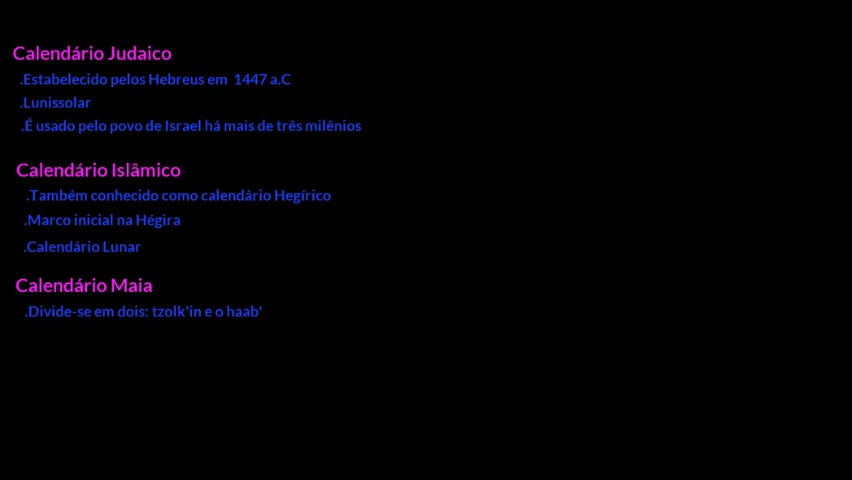 Calendário Judaico
.Estabelecido pelos Hebreus em 1447 a.C
.Lunissolar
.É usado pelo povo de Israel há mais de três milênios
Calendário Islâmico
.Também conhecido como calendário Hegírico
.Marco inicial na Hégira
.Calendário Lunar
Calendário Maia
.Divide-se em dois: tzolk'in e o haab'